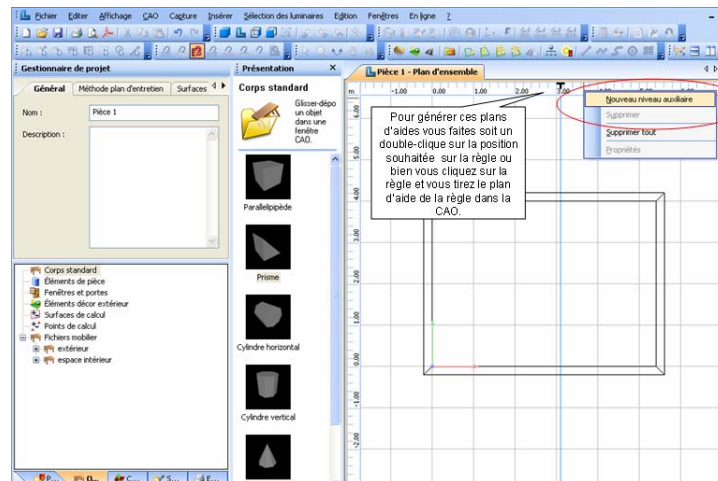 Fichier Editer Affichage CAO Capture Insérer Sélection des luminaires Edition Fenêtres En ligne ?
Gestionnaire de projet
Général Méthode plan d'entretien Surfaces
Nom : Pièce 1
Description :
Corps standard
Éléments de pièce
Fenêtres et portes
Éléments décor extérieur
Surfaces de calcul
Points de calcul
Fichiers mobilier
extérieur
espace intérieur
P... O... C... S... E...
Présentation ×
Corps standard
Glisser-dépo
un objet
dans une
fenêtre
CAO.
Parallelipipède
Prisme
Cylindre horizontal
Cylindre vertical
Pièce 1 - Plan d'ensemble
m -1.00 0.00 1.00 2.00 3.00
6.00
5.00
4.00
3.00
2.00
1.00
0.00
-1.00
-2.00
Pour générer ces plans
d'aides vous faites soit un
double-clique sur la position
souhaitée sur la règle ou
bien vous cliquez sur la
règle et vous tirez le plan
d'aide de la règle dans la
CAO.
Nouveau niveau auxiliaire
Supprimer
Supprimer tout
Propriétés